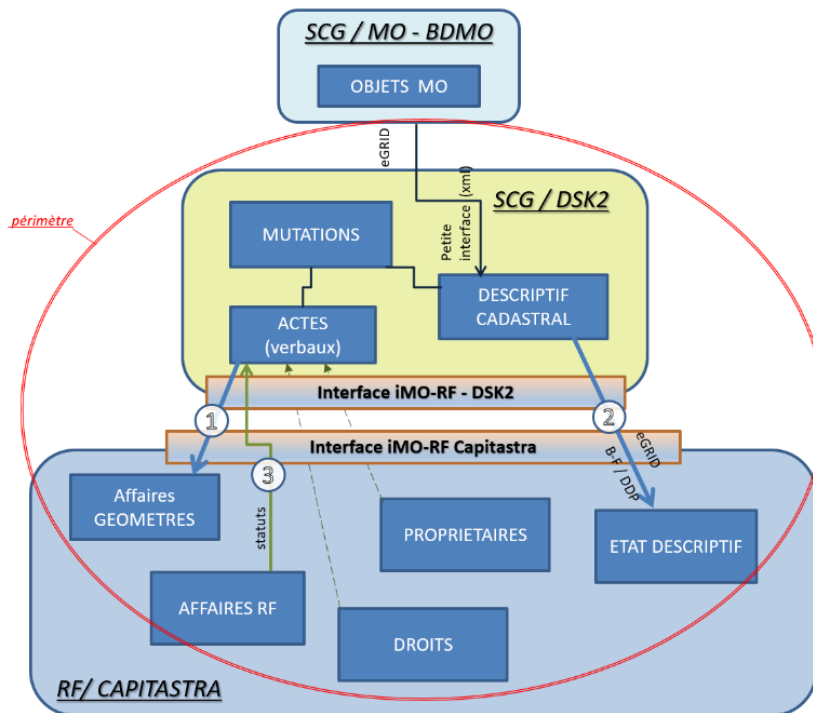 SCG / MO - BDMO
OBJETS MO
eGRID
périmètre
SCG / DSK2
Petite
interface (xml)
MUTATIONS
DESCRIPTIF
CADASTRAL
ACTES
(verbaux)
Interface iMO-RF - DSK2
1
2
Interface iMO-RF Capitastra
3
eGRID
B-F / DDP
Affaires
GEOMETRES
statuts
PROPRIETAIRES
ETAT DESCRIPTIF
AFFAIRES RF
DROITS
RF/ CAPITASTRA